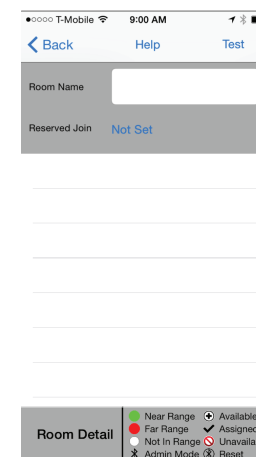 T-Mobile 9:00 AM
Back Help Test
Room Name
Reserved Join Not Set
Room Detail
Near Range Available
Far Range Assigned
Not In Range Unavaila
Admin Mode Reset